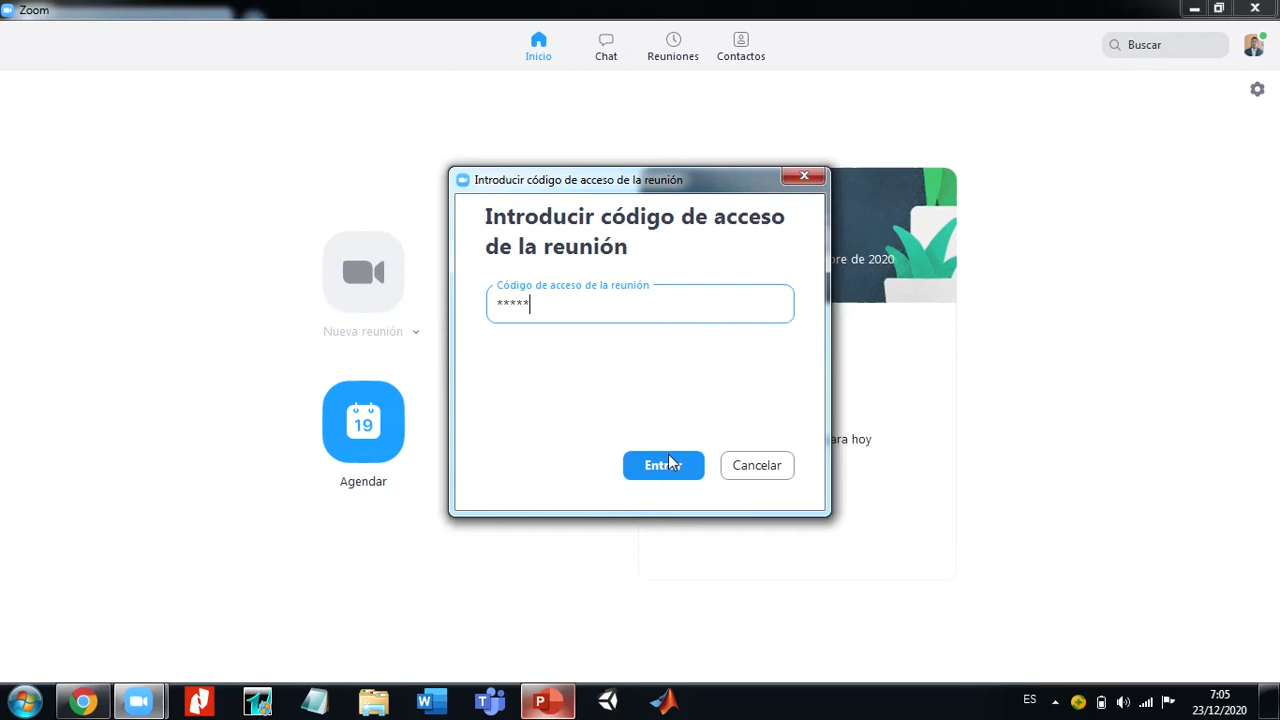 Zoom
Inicio
Chat
Reuniones
Contactos
Buscar
Introducir código de acceso de la reunión
Introducir código de acceso
de la reunión
Código de acceso de la reunión
*****
Entrar
Cancelar
bre de 2020
Nueva reunión
19
Agendar
ara hoy
ES
7:05
23/12/2020